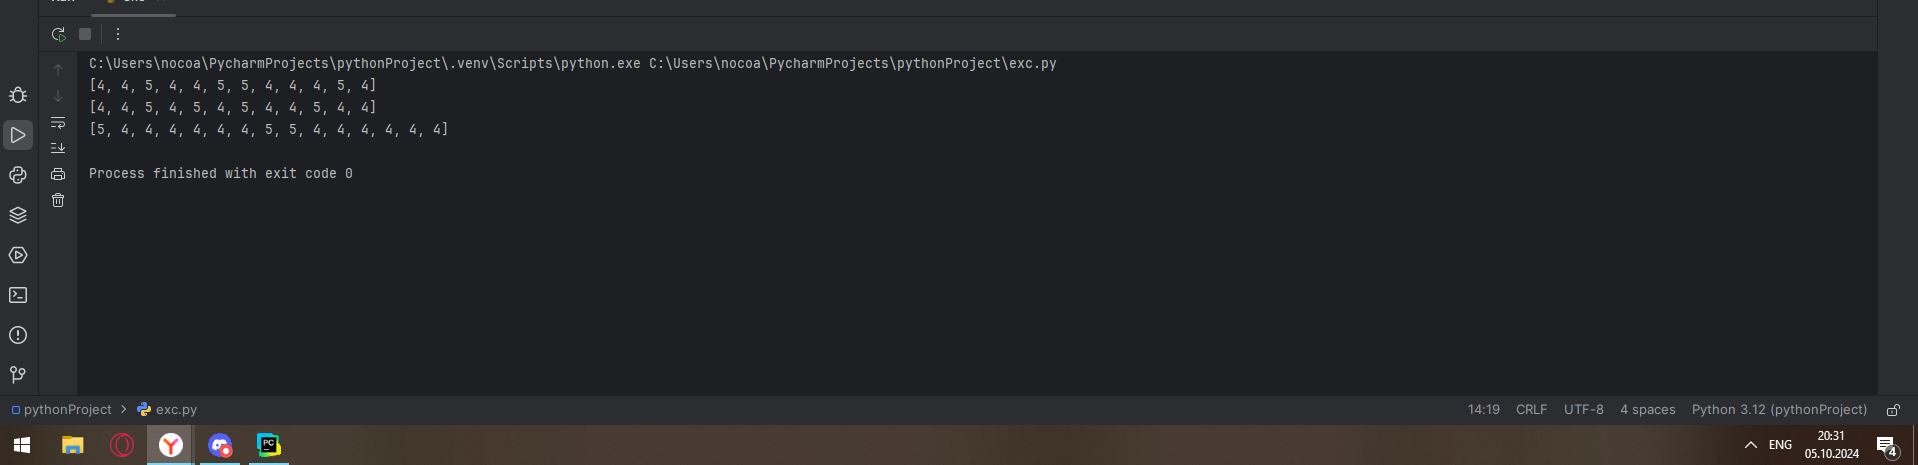 C:\Users\nocoa\PycharmProjects\pythonProject\.venv\Scripts\python.exe C:\Users\nocoa\PycharmProjects\pythonProject\exc.py
[4, 4, 5, 4, 4, 5, 5, 4, 4, 4, 5, 4]
[4, 4, 5, 4, 5, 4, 5, 4, 4, 5, 4, 4]
[5, 4, 4, 4, 4, 4, 4, 5, 5, 4, 4, 4, 4, 4, 4]
Process finished with exit code 0
pythonProject > exc.py
14:19 CRLF UTF-8 4 spaces Python 3.12 (pythonProject)
PC
ENG
20:31
05.10.2024
4